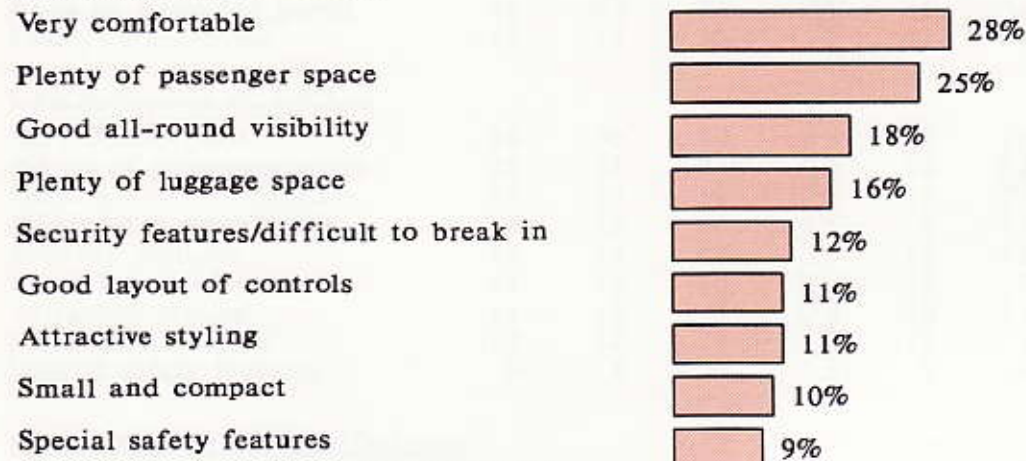 Very comfortable 28%
Plenty of passenger space 25%
Good all-round visibility 18%
Plenty of luggage space 16%
Security features/difficult to break in 12%
Good layout of controls 11%
Attractive styling 11%
Small and compact 10%
Special safety features 9%